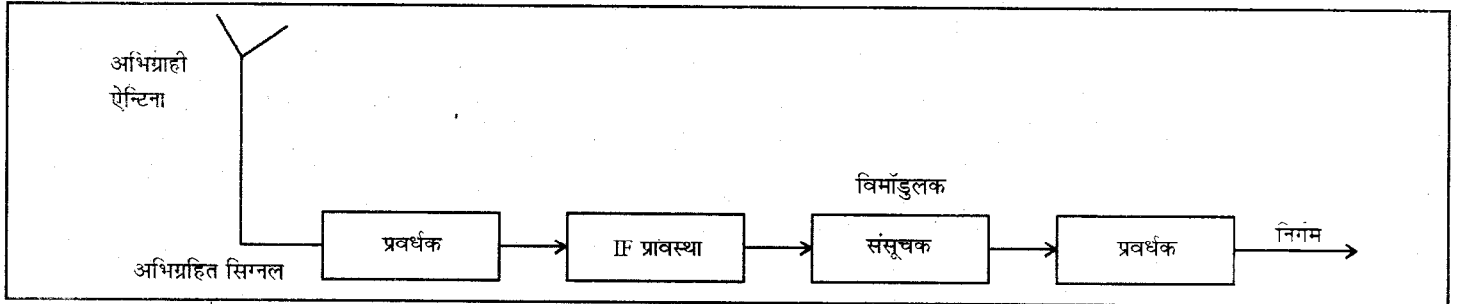 अभिग्राही
ऐन्टिना
विमॉडुलक
प्रवर्धक
IF प्रावस्था
संसूचक
प्रवर्धक
निर्गम
अभिग्रहित सिग्नल